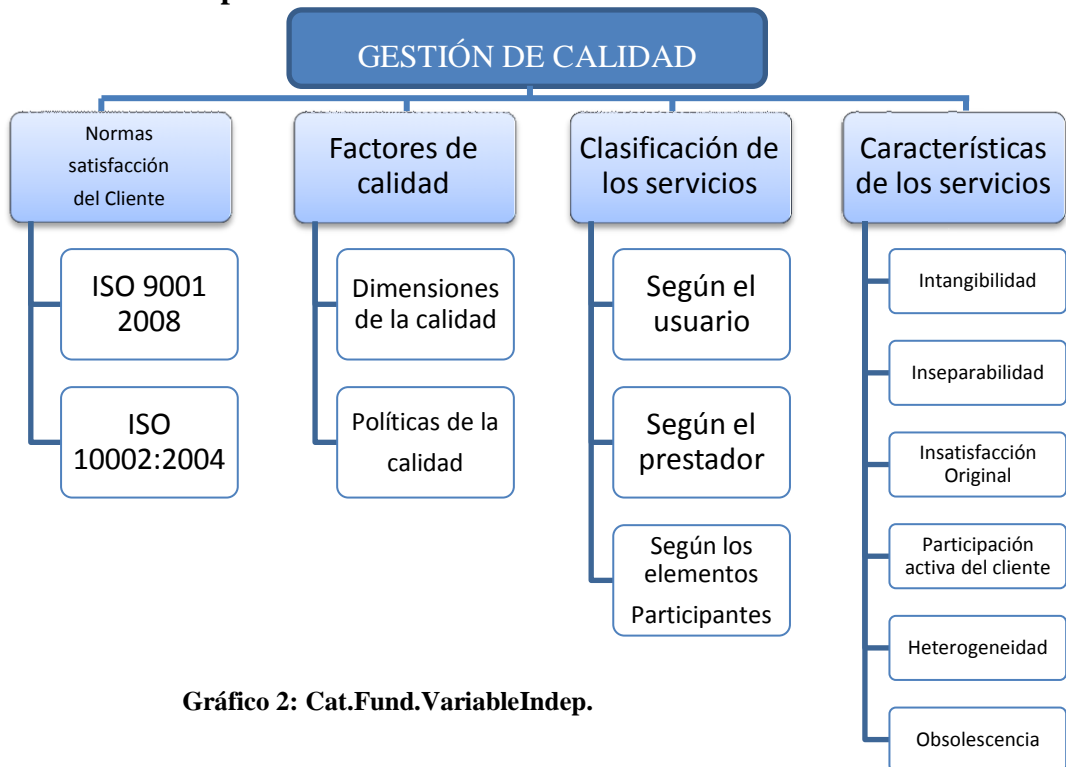 GESTIÓN DE CALIDAD
Normas
satisfacción
del Cliente
ISO 9001
2008
ISO
10002:2004
Factores de
calidad
Dimensiones
de la calidad
Políticas de la
calidad
Clasificación de
los servicios
Según el
usuario
Según el
prestador
Según los
elementos
Participantes
Características
de los servicios
Intangibilidad
Inseparabilidad
Insatisfacción
Original
Participación
activa del cliente
Heterogeneidad
Obsolescencia
Gráfico 2: Cat.Fund.VariableIndep.